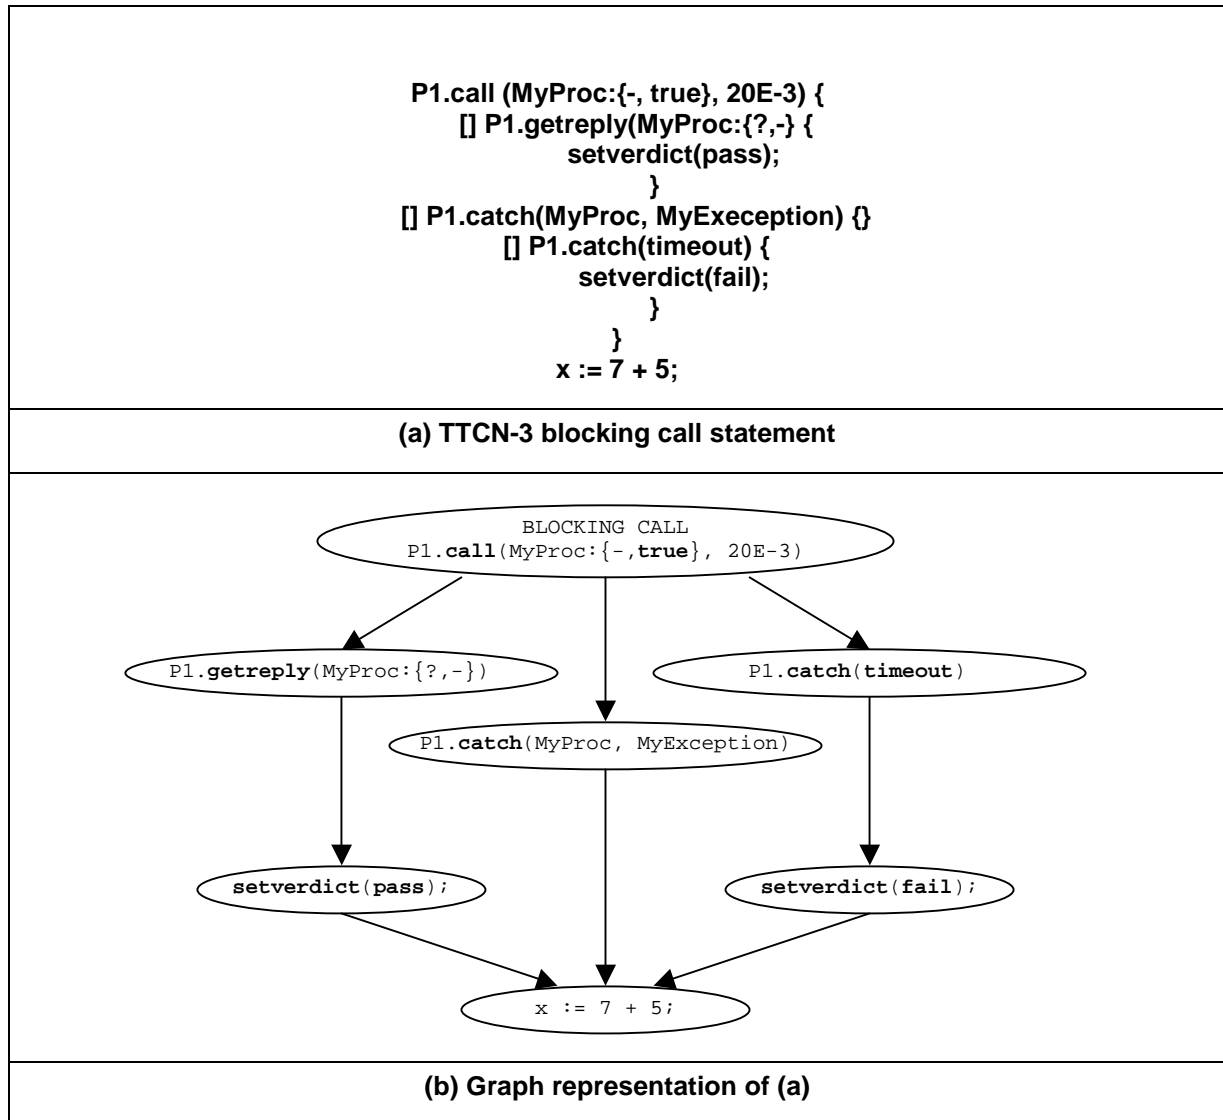 P1.call (MyProc:{-, true}, 20E-3) {
[] P1.getreply(MyProc:{?,-} {
setverdict(pass);
}
[] P1.catch(MyProc, MyExeception) {}
[] P1.catch(timeout) {
setverdict(fail);
}
}
x := 7 + 5;
(a) TTCN-3 blocking call statement
BLOCKING CALL
P1.call(MyProc:{-,true}, 20E-3)
P1.getreply(MyProc:{?,-})
P1.catch(timeout)
P1.catch(MyProc, MyException)
setverdict(pass);
setverdict(fail);
x := 7 + 5;
(b) Graph representation of (a)